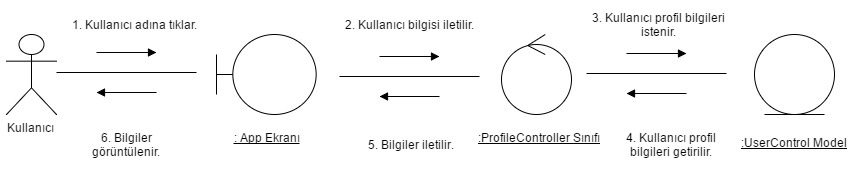 1. Kullanıcı adına tıklar.
2. Kullanıcı bilgisi iletilir.
3. Kullanıcı profil bilgileri
istenir.
Kullanıcı
6. Bilgiler
görüntülenir.
: App Ekranı
5. Bilgiler iletilir.
:ProfileController Sınıfı
4. Kullanıcı profil
bilgileri getirilir.
:UserControl Model